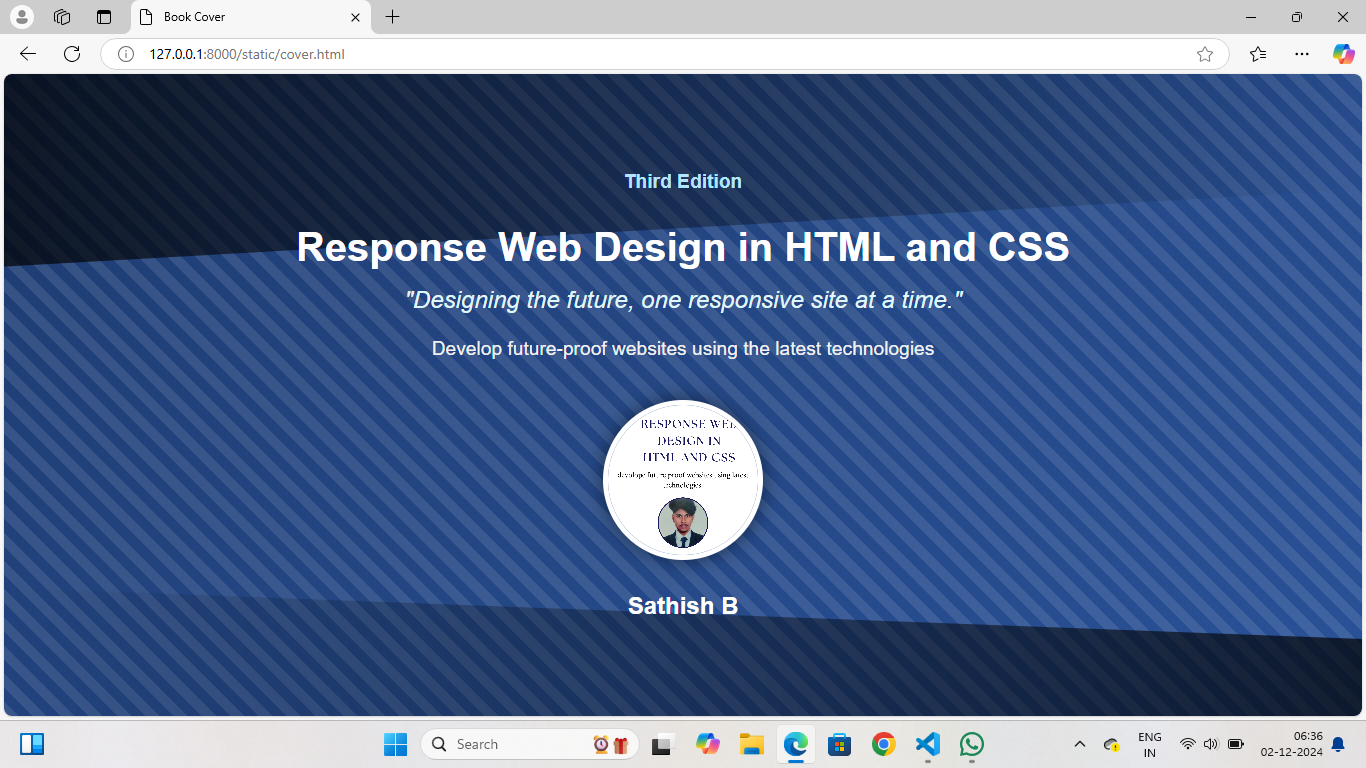 Book Cover
127.0.0.1:8000/static/cover.html
Third Edition
Response Web Design in HTML and CSS
"Designing the future, one responsive site at a time."
Develop future-proof websites using the latest technologies
RESPONSE WEB
DESIGN IN
HTML AND CSS
develope future proof websites using latest
technologies
Sathish B
Search
ENG
IN
06:36
02-12-2024